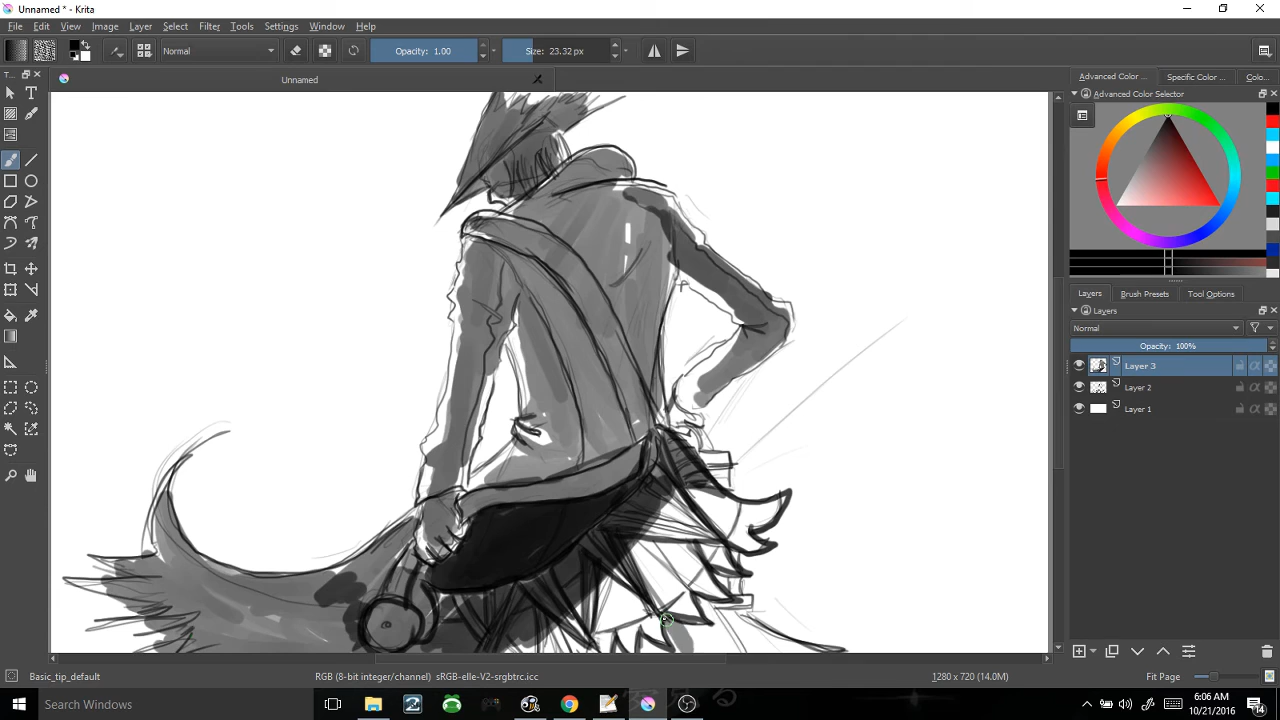 Unnamed * - Krita
File Edit View Image Layer Select Filter Tools Settings Window Help
Normal Opacity: 1.00 Size: 23.32 px
T... Unnamed Advanced Color ... Specific Color ... Colo...
Advanced Color Selector
Layers Brush Presets Tool Options
Layers
Normal
Opacity: 100%
Layer 3
Layer 2
Layer 1
Basic_tip_default RGB (8-bit integer/channel) sRGB-elle-V2-srgbtrc.icc 1280 x 720 (14.0M) Fit Page
Search Windows 6:06 AM
10/21/2016 14